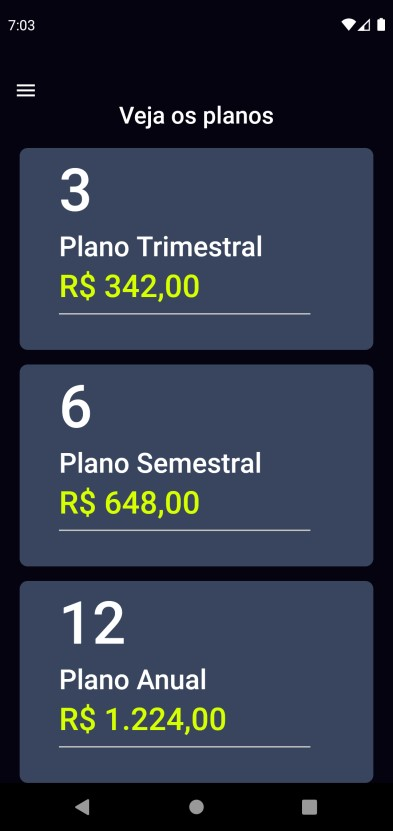 7:03
Veja os planos
3
Plano Trimestral
R$ 342,00
6
Plano Semestral
R$ 648,00
12
Plano Anual
R$ 1.224,00